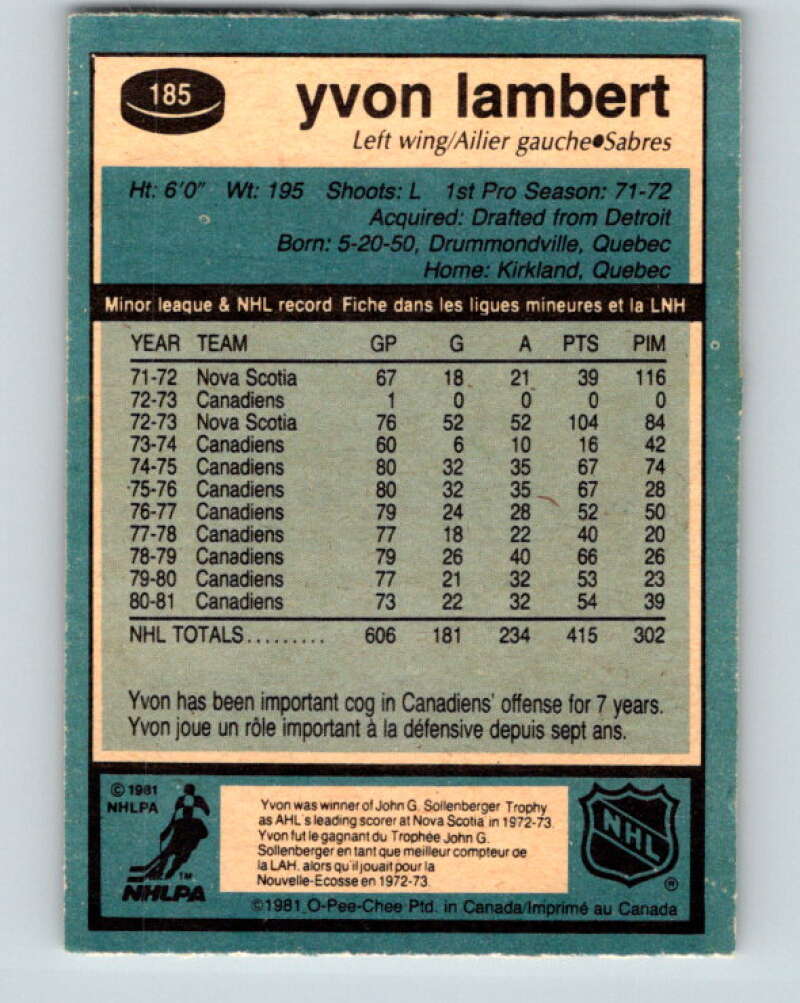 185
yvon lambert
Left wing/Ailier gauche●Sabres
Ht: 6'0" Wt: 195 Shoots: L 1st Pro Season: 71-72
Acquired: Drafted from Detroit
Born: 5-20-50, Drummondville, Quebec
Home: Kirkland, Quebec
Minor league & NHL record Fiche dans les ligues mineures et la LNH
YEAR TEAM GP G A PTS PIM
71-72 Nova Scotia 67 18 21 39 116
72-73 Canadiens 1 0 0 0 0
72-73 Nova Scotia 76 52 52 104 84
73-74 Canadiens 60 6 10 16 42
74-75 Canadiens 80 32 35 67 74
75-76 Canadiens 80 32 35 67 28
76-77 Canadiens 79 24 28 52 50
77-78 Canadiens 77 18 22 40 20
78-79 Canadiens 79 26 40 66 26
79-80 Canadiens 77 21 32 53 23
80-81 Canadiens 73 22 32 54 39
NHL TOTALS......... 606 181 234 415 302
Yvon has been important cog in Canadiens' offense for 7 years.
Yvon joue un rôle important à la défensive depuis sept ans.
© 1981
NHLPA
TM
NHLPA
Yvon was winner of John G. Sollenberger Trophy
as AHL's leading scorer at Nova Scotia in 1972-73.
Yvon fut le gagnant du Trophée John G.
Sollenberger en tant que meilleur compteur de
la LAH. alors qu'il jouait pour la
Nouvelle-Ecosse en 1972-73.
NHL
®
©1981 O-Pee-Chee Ptd. in Canada/Imprimé au Canada